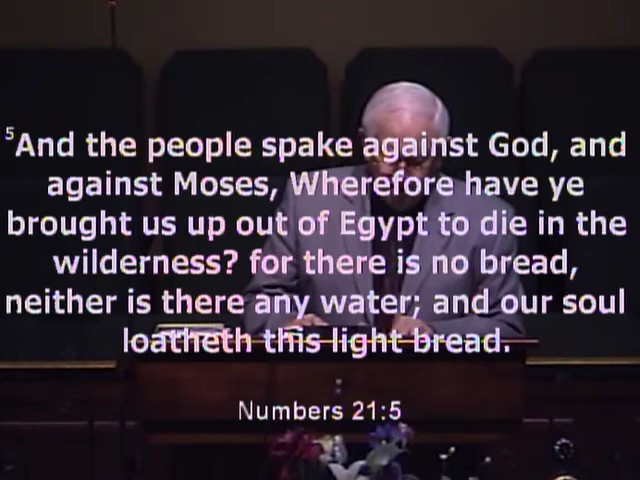 5And the people spake against God, and
against Moses, Wherefore have ye
brought us up out of Egypt to die in the
wilderness? for there is no bread,
neither is there any water; and our soul
loatheth this light bread.
Numbers 21:5